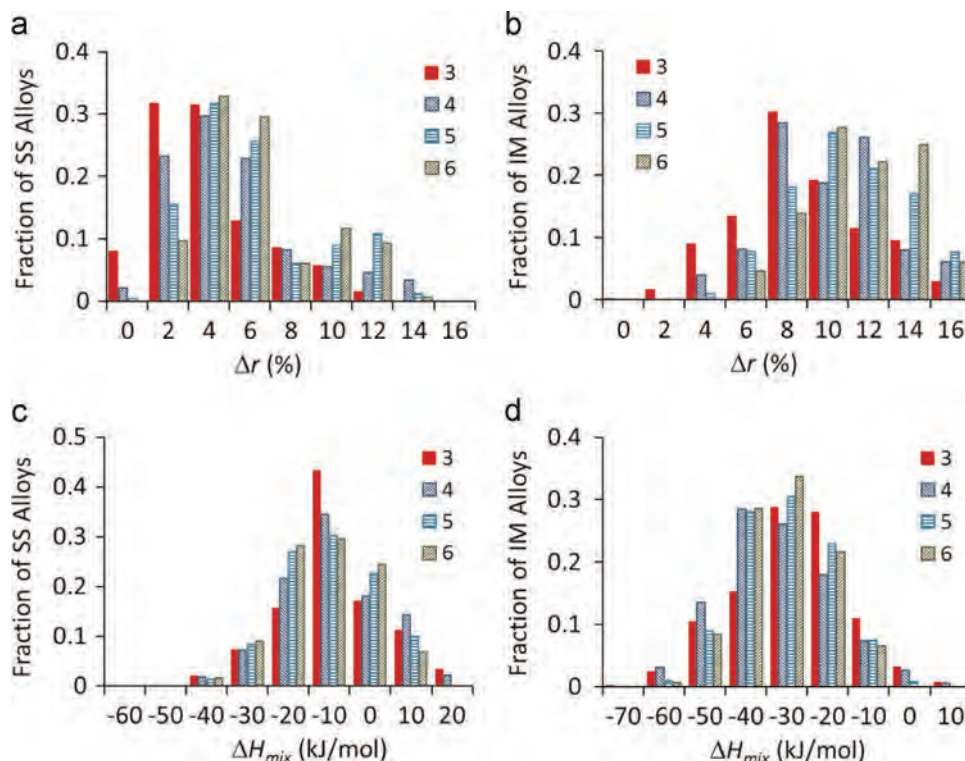 a
Fraction of SS Alloys
0.4
0.3
0.2
0.1
0
3
4
5
6
0 2 4 6 8 10 12 14 16
Δr (%)
b
Fraction of IM Alloys
0.4
0.3
0.2
0.1
0
3
4
5
6
0 2 4 6 8 10 12 14 16
Δr (%)
c
Fraction of SS Alloys
0.5
0.4
0.3
0.2
0.1
0
3
4
5
6
-60 -50 -40 -30 -20 -10 0 10 20
ΔHmix (kJ/mol)
d
Fraction of IM Alloys
0.4
0.3
0.2
0.1
0
3
4
5
6
-70 -60 -50 -40 -30 -20 -10 0 10
ΔHmix (kJ/mol)